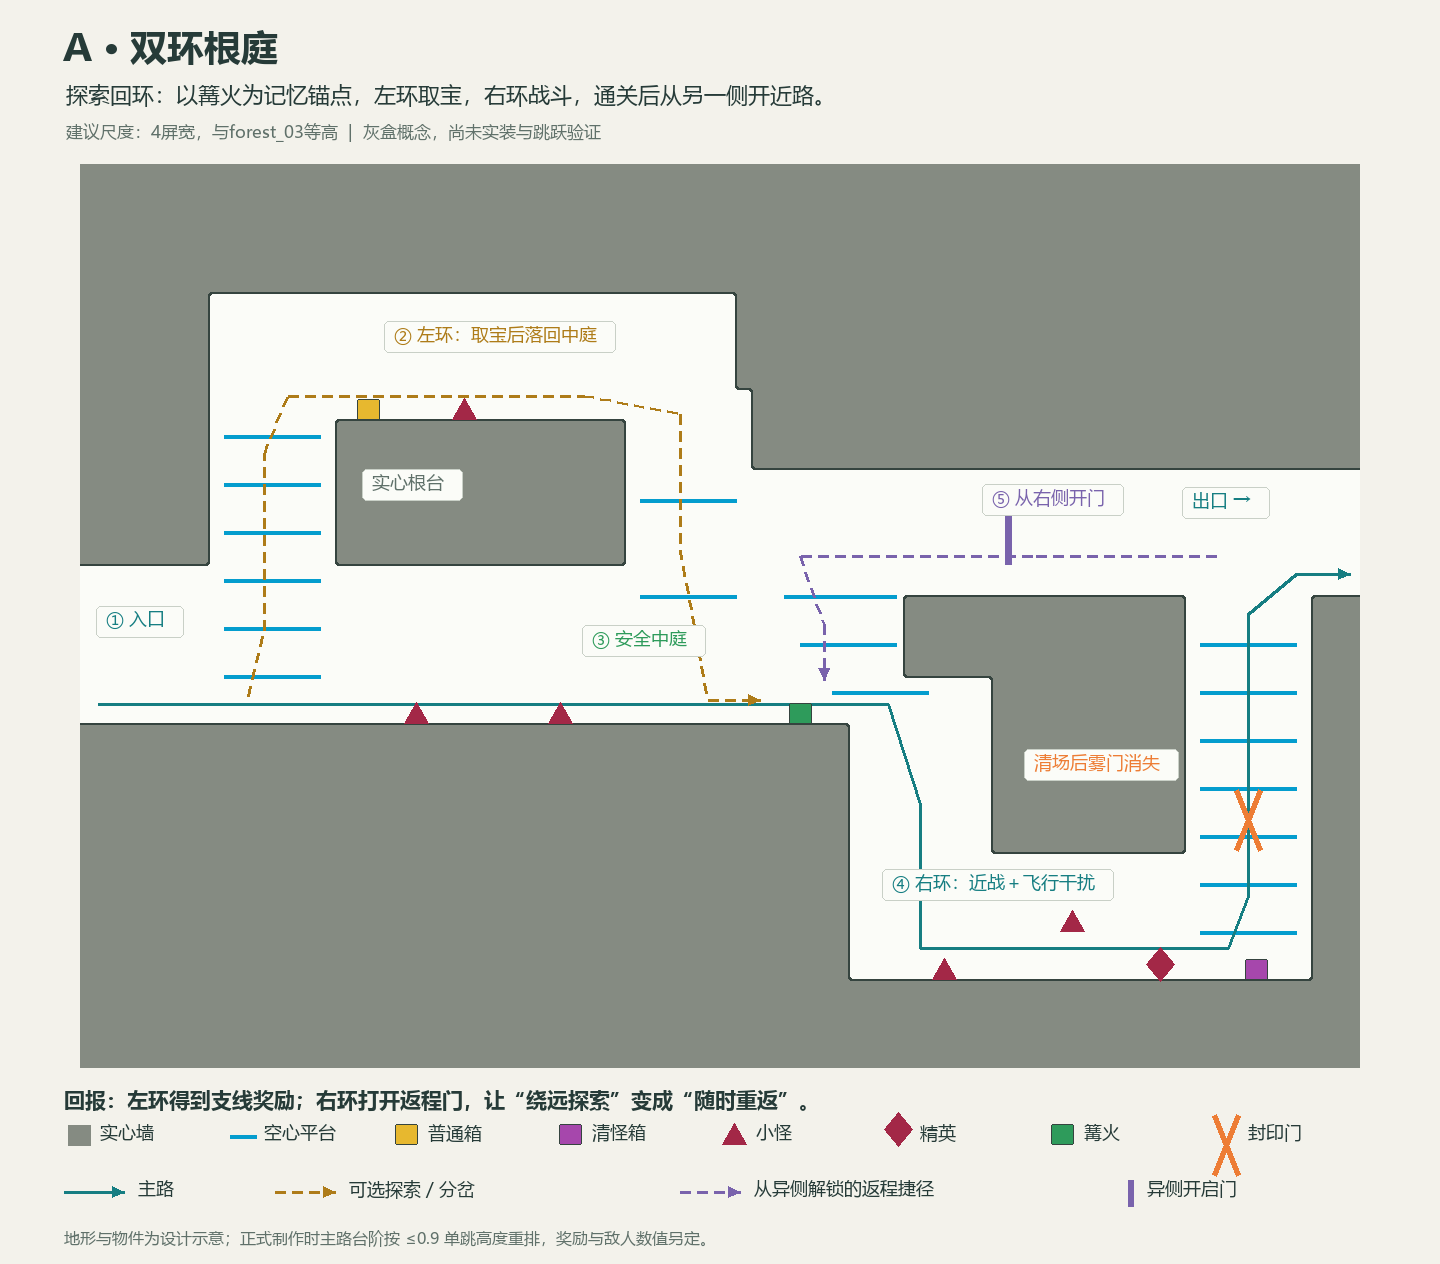 A • 双环根庭
探索回环：以篝火为记忆锚点，左环取宝，右环战斗，通关后从另一侧开近路。
建议尺度：4屏宽，与forest_03等高 | 灰盒概念，尚未实装与跳跃验证
② 左环：取宝后落回中庭
实心根台
⑤ 从右侧开门
出口 →
① 入口
③ 安全中庭
清场后雾门消失
④ 右环：近战 + 飞行干扰
回报：左环得到支线奖励；右环打开返程门，让“绕远探索”变成“随时重返”。
实心墙
空心平台
普通箱
清怪箱
小怪
精英
篝火
封印门
主路
可选探索 / 分岔
从异侧解锁的返程捷径
异侧开启门
地形与物件为设计示意；正式制作时主路台阶按 ≤0.9 单跳高度重排，奖励与敌人数值另定。